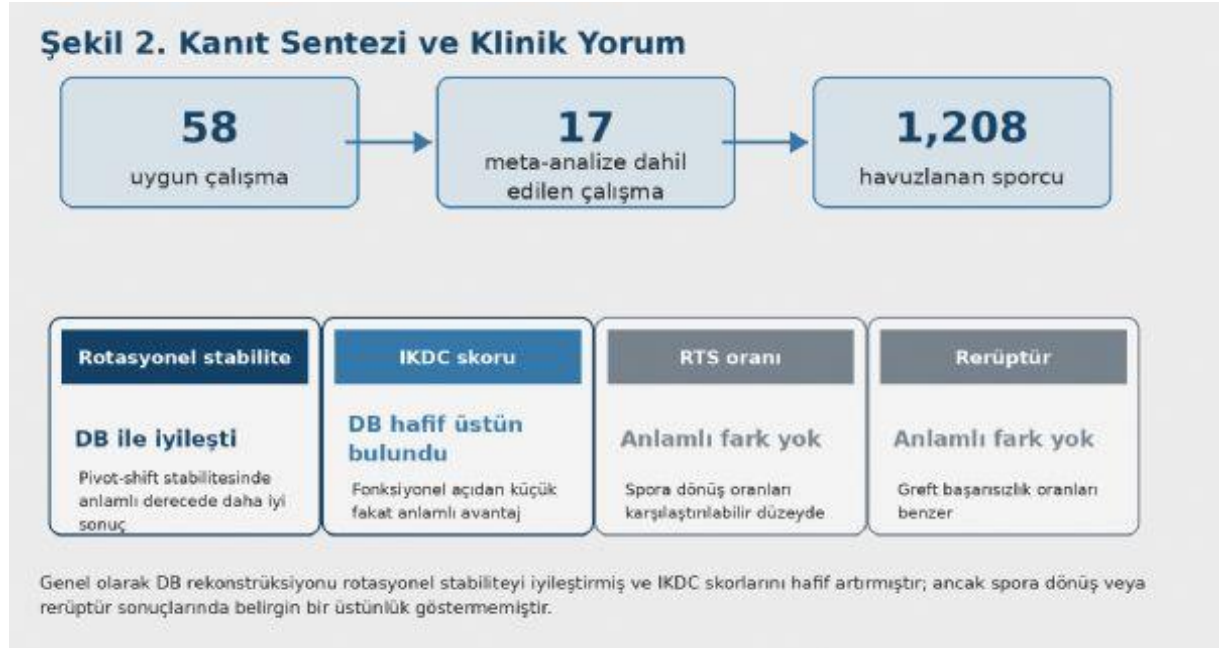 Şekil 2. Kanıt Sentezi ve Klinik Yorum
58
uygun çalışma
17
meta-analize dahil
edilen çalışma
1,208
havuzlanan sporcu
Rotasyonel stabilite
DB ile iyileşti
Pivot-shift stabilitesinde
anlamlı derecede daha iyi
sonuç
IKDC skoru
DB hafif üstün
bulundu
Fonksiyonel açıdan küçük
fakat anlamlı avantaj
RTS oranı
Anlamlı fark yok
Spora dönüş oranları
karşılaştırılabilir düzeyde
Rerüptür
Anlamlı fark yok
Greft başarısızlık oranları
benzer
Genel olarak DB rekonstrüksiyonu rotasyonel stabiliteyi iyileştirmiş ve IKDC skorlarını hafif artırmıştır; ancak spora dönüş veya
rerüptür sonuçlarında belirgin bir üstünlük göstermemiştir.